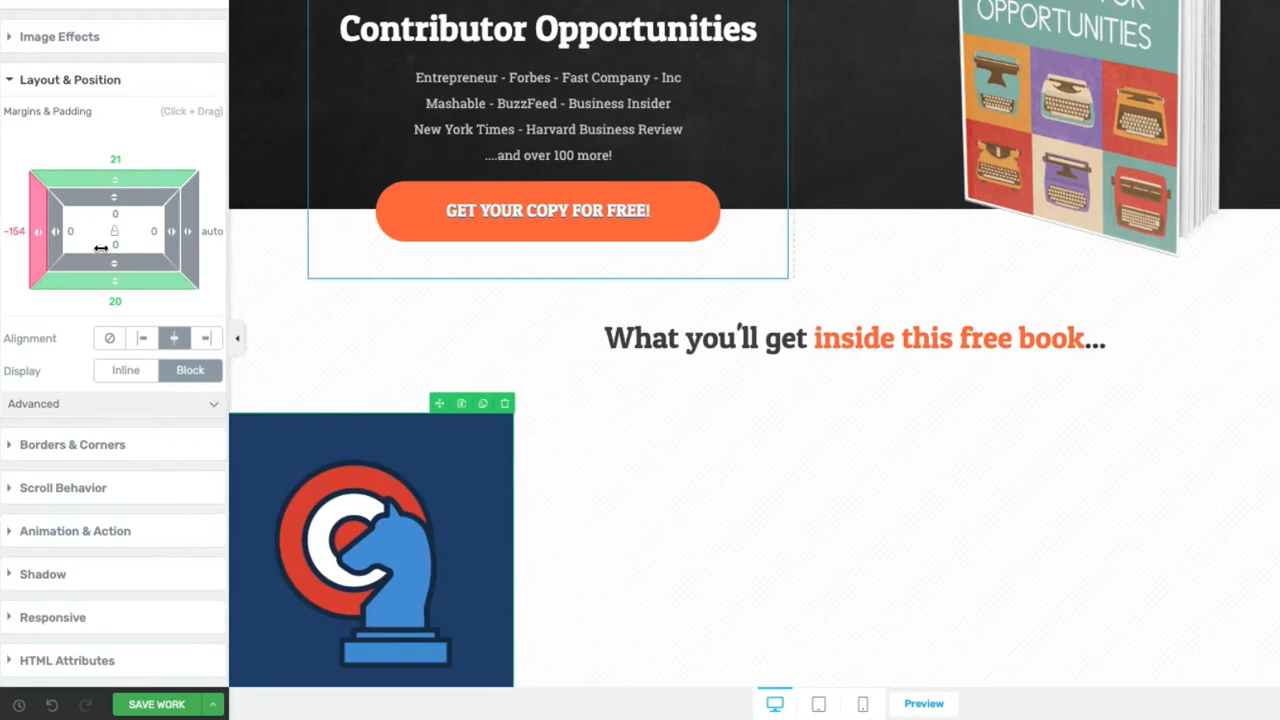 Image Effects
Layout & Position
Margins & Padding (Click + Drag)
21
0
-154 0 0 auto
0
20
Alignment
Display Inline Block
Advanced
Borders & Corners
Scroll Behavior
Animation & Action
Shadow
Responsive
HTML Attributes
SAVE WORK
Contributor Opportunities
Entrepreneur - Forbes - Fast Company - Inc
Mashable - BuzzFeed - Business Insider
New York Times - Harvard Business Review
....and over 100 more!
GET YOUR COPY FOR FREE!
OPPORTUNITIES
What you'll get inside this free book...
Preview